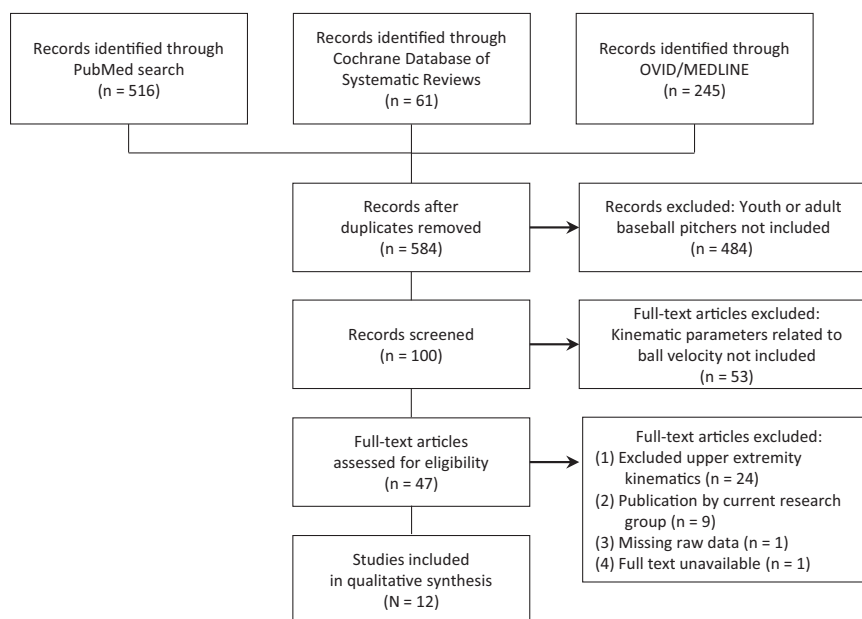 Records identified through
PubMed search
(n = 516)
Records identified through
Cochrane Database of
Systematic Reviews
(n = 61)
Records identified through
OVID/MEDLINE
(n = 245)
Records after
duplicates removed
(n = 584)
Records excluded: Youth or adult
baseball pitchers not included
(n = 484)
Records screened
(n = 100)
Full-text articles excluded:
Kinematic parameters related to
ball velocity not included
(n = 53)
Full-text articles
assessed for eligibility
(n = 47)
Full-text articles excluded:
(1) Excluded upper extremity
kinematics (n = 24)
(2) Publication by current research
group (n = 9)
(3) Missing raw data (n = 1)
(4) Full text unavailable (n = 1)
Studies included
in qualitative synthesis
(N = 12)